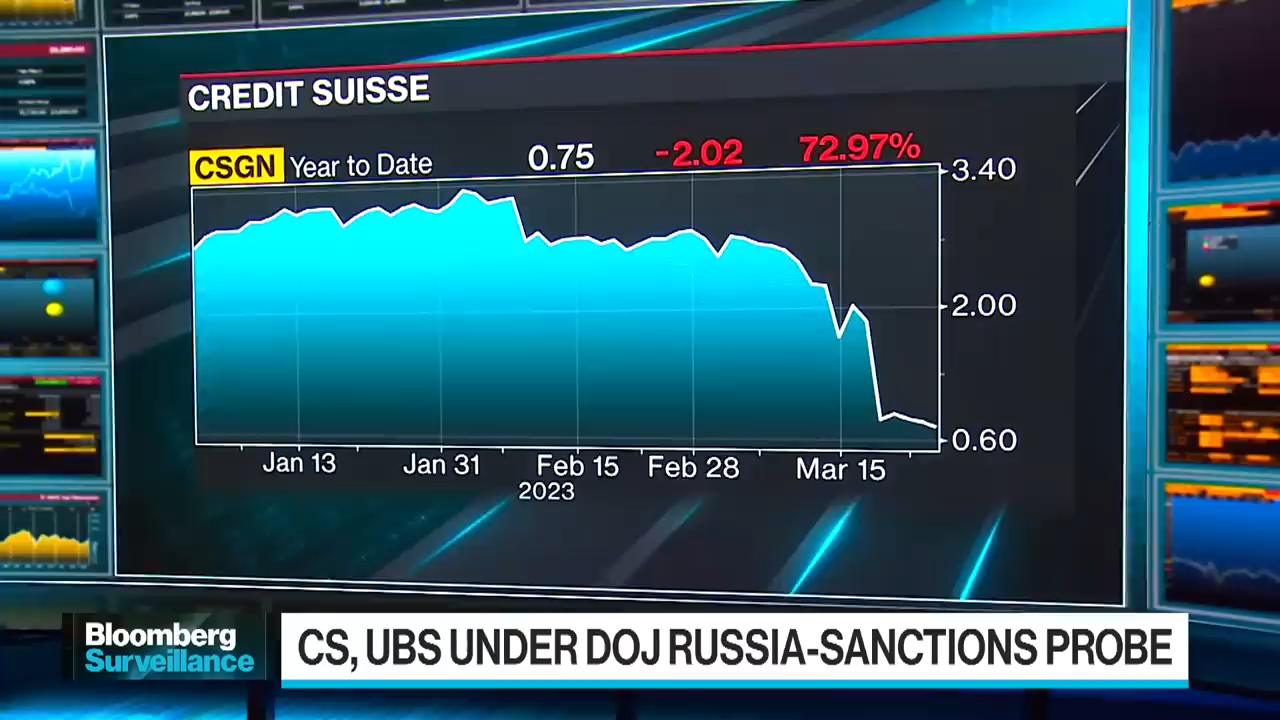 CREDIT SUISSE
CSGN Year to Date 0.75 -2.02 72.97%
3.40
2.00
0.60
Jan 13 Jan 31 Feb 15 Feb 28 Mar 15
2023
Bloomberg
Surveillance
CS, UBS UNDER DOJ RUSSIA-SANCTIONS PROBE